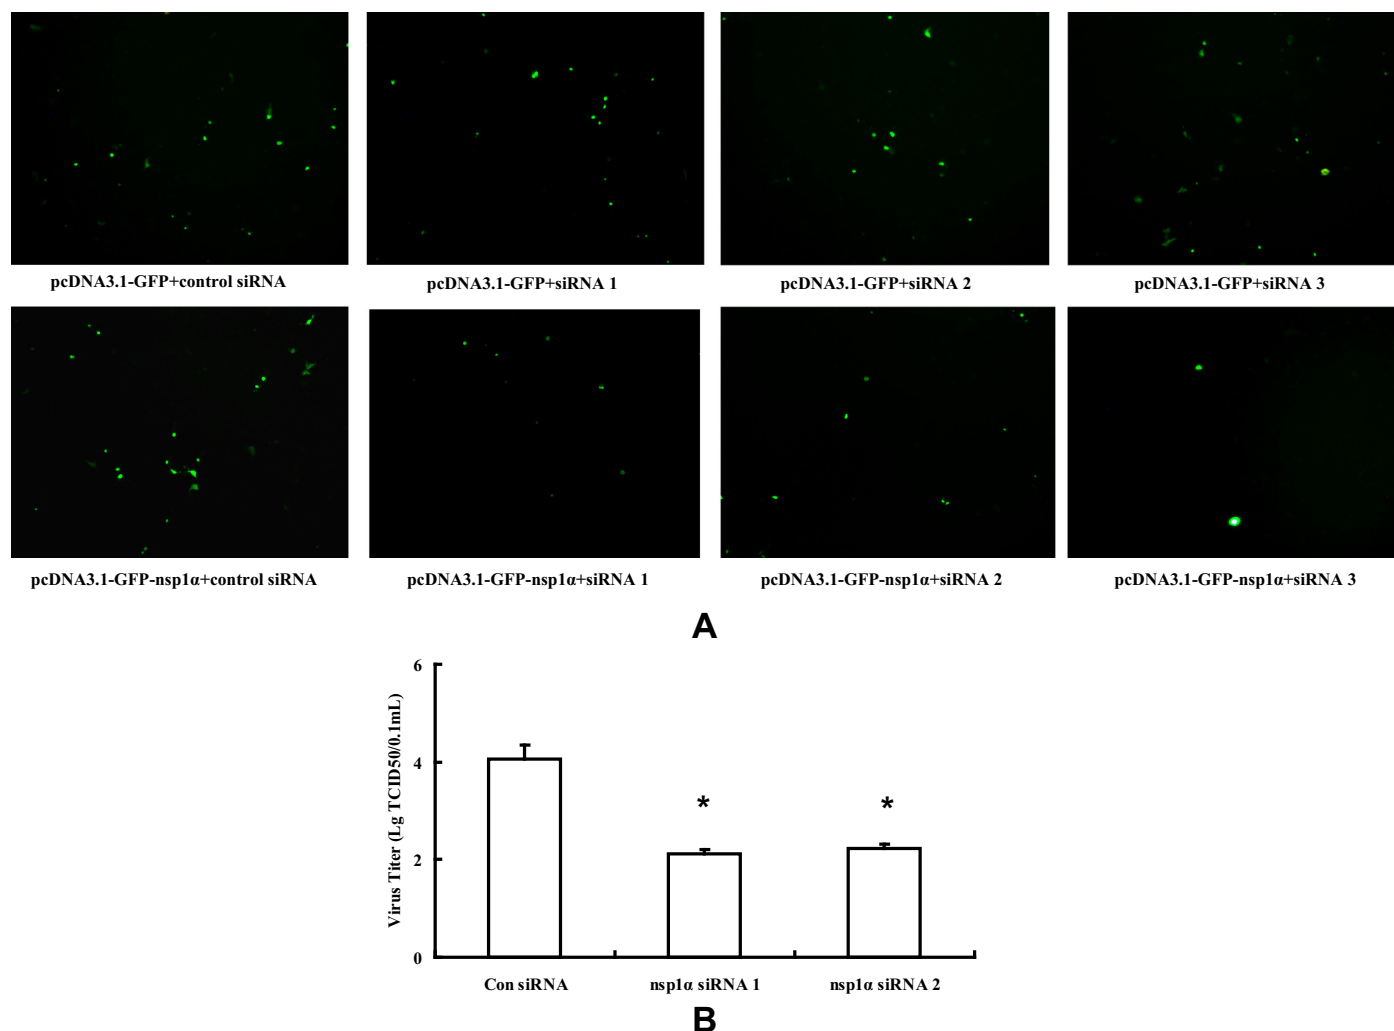 pcDNA3.1-GFP+control siRNA
pcDNA3.1-GFP+siRNA 1
pcDNA3.1-GFP+siRNA 2
pcDNA3.1-GFP+siRNA 3
pcDNA3.1-GFP-nsp1α+control siRNA
pcDNA3.1-GFP-nsp1α+siRNA 1
pcDNA3.1-GFP-nsp1α+siRNA 2
pcDNA3.1-GFP-nsp1α+siRNA 3
A
Virus Titer (Lg TCID50/0.1mL)
6
4
2
0
*
*
Con siRNA
nsp1α siRNA 1
nsp1α siRNA 2
B